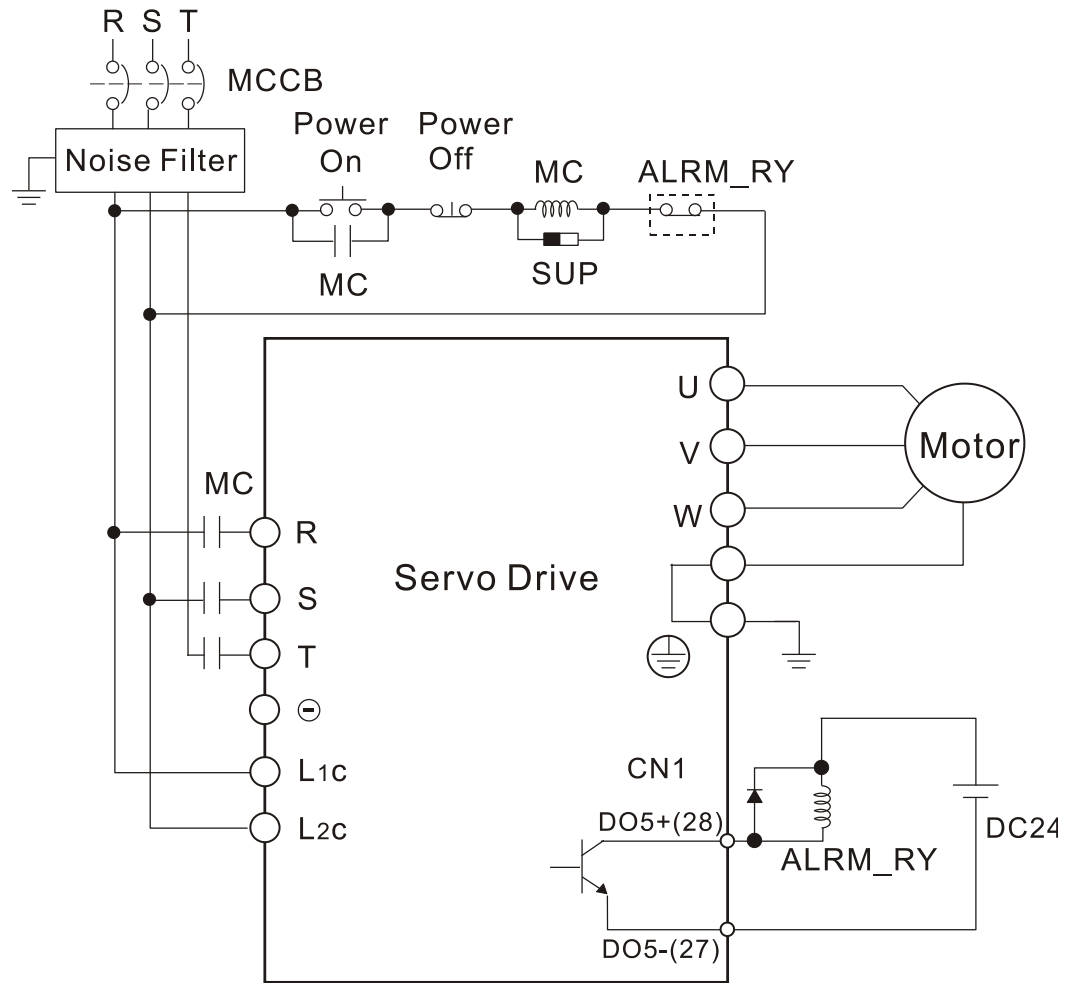 R S T
MCCB
Noise Filter
Power
On
Power
Off
MC
ALRM_RY
MC
SUP
U
V
W
Motor
MC
R
S
T
Servo Drive
L1c
L2c
CN1
DO5+(28)
DO5-(27)
ALRM_RY
DC24